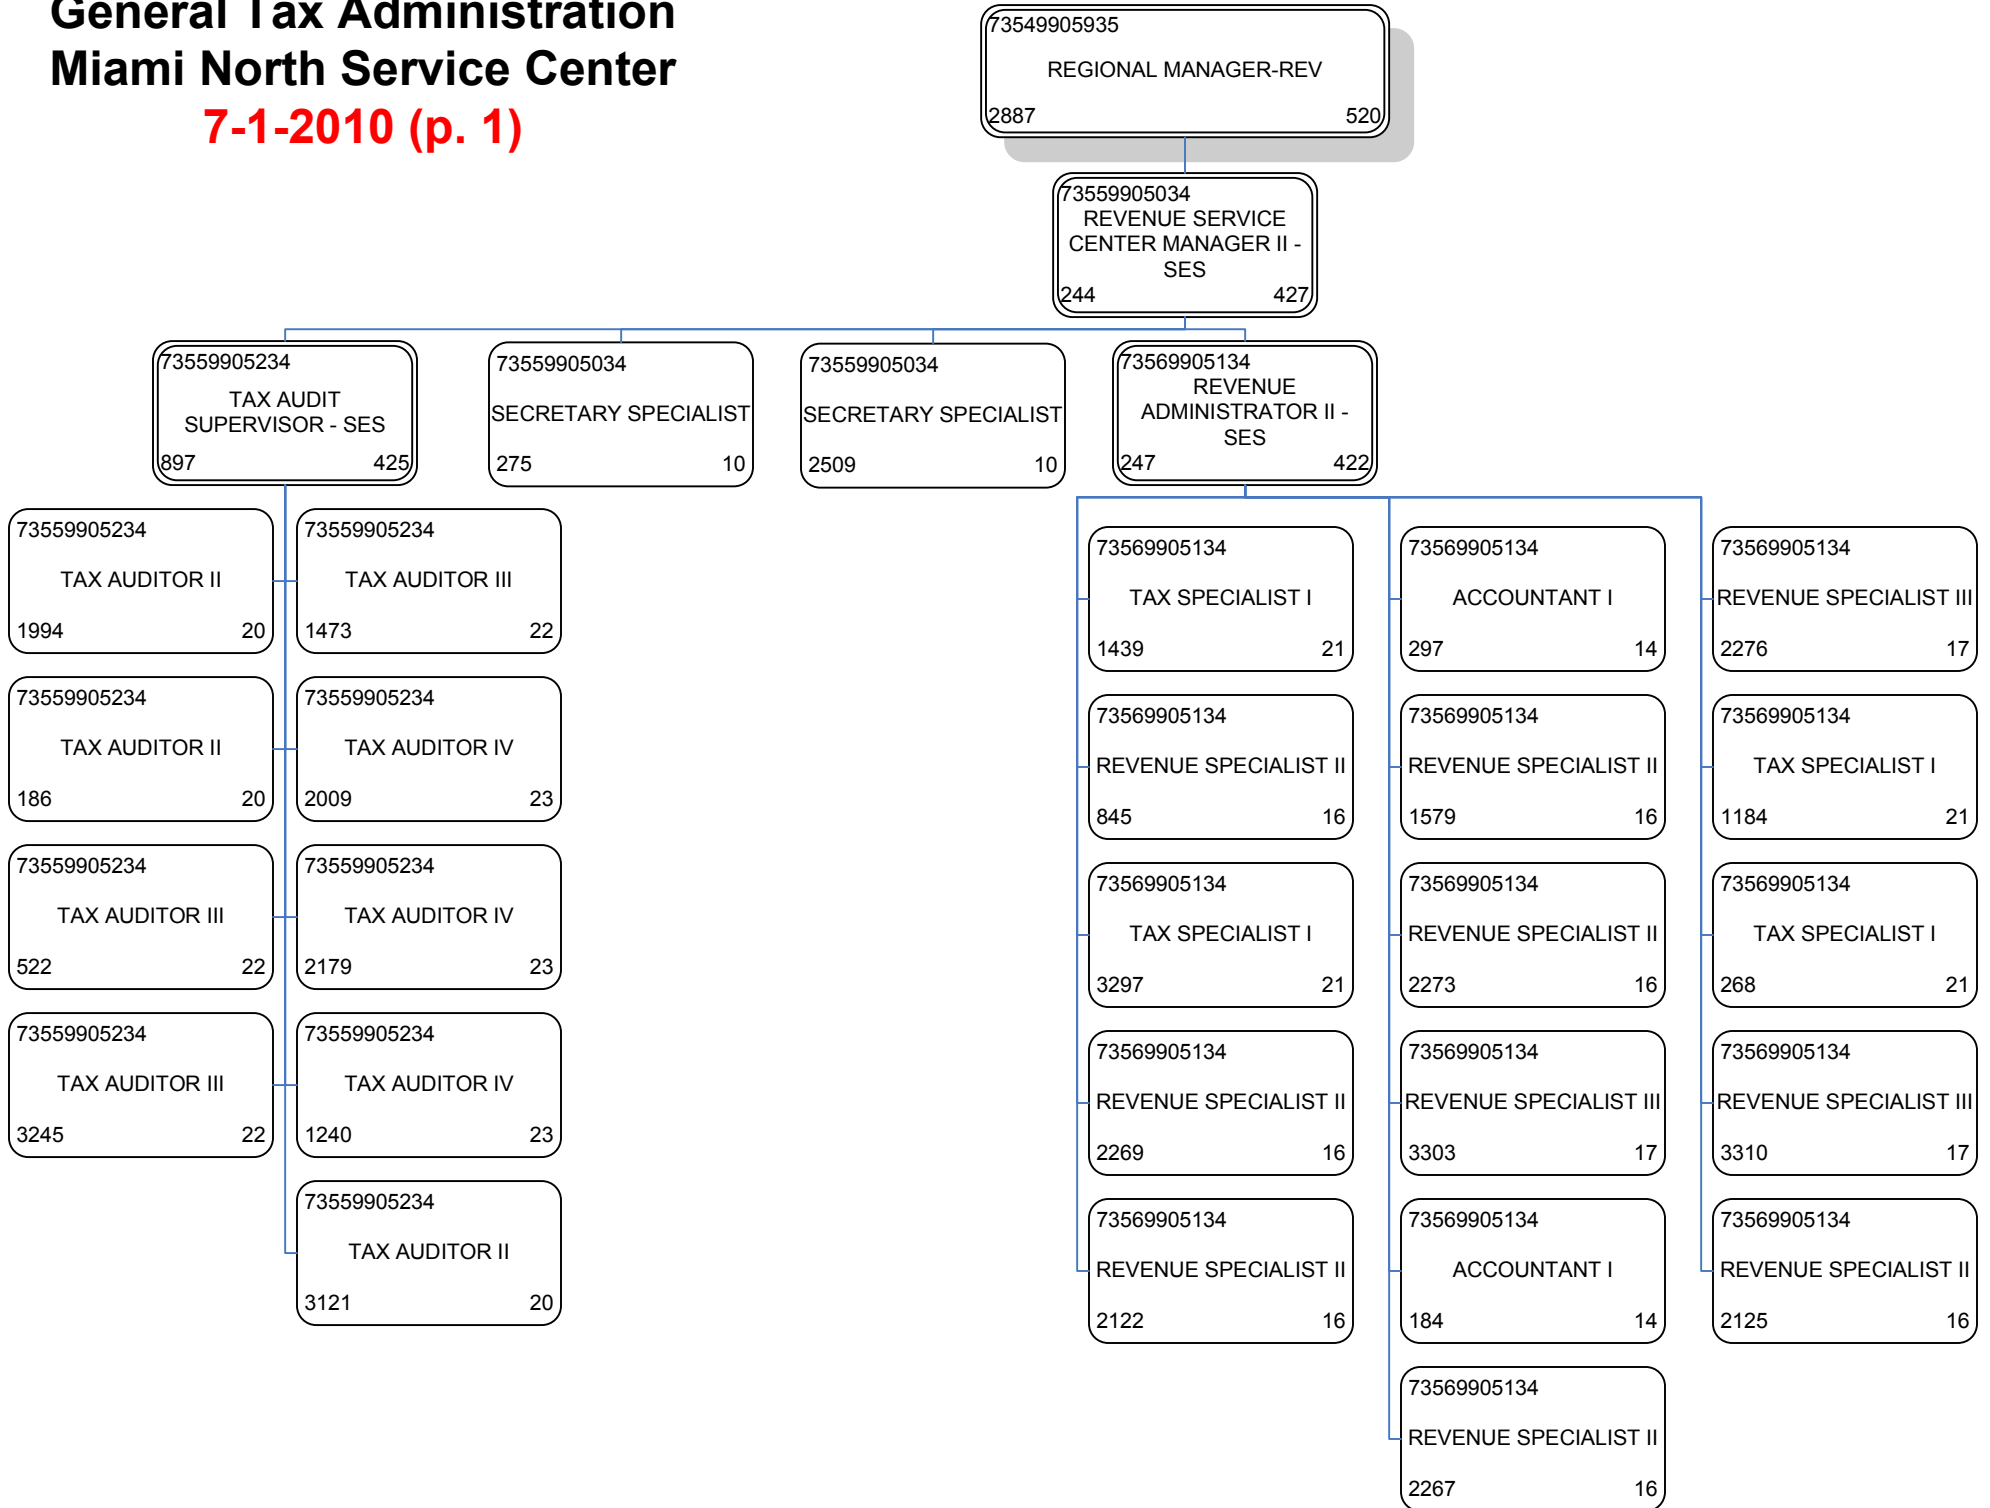 General Tax Administration
Miami North Service Center
7-1-2010 (p. 1)
73549905935
REGIONAL MANAGER-REV
2887 520
73559905034
REVENUE SERVICE
CENTER MANAGER II -
SES
244 427
73559905234
TAX AUDIT
SUPERVISOR - SES
897 425
73559905034
SECRETARY SPECIALIST
275 10
73559905034
SECRETARY SPECIALIST
2509 10
73569905134
REVENUE
ADMINISTRATOR II -
SES
247 422
73559905234
TAX AUDITOR II
1994 20
73559905234
TAX AUDITOR III
1473 22
73559905234
TAX AUDITOR II
186 20
73559905234
TAX AUDITOR IV
2009 23
73559905234
TAX AUDITOR III
522 22
73559905234
TAX AUDITOR IV
2179 23
73559905234
TAX AUDITOR III
3245 22
73559905234
TAX AUDITOR IV
1240 23
73559905234
TAX AUDITOR II
3121 20
73569905134
TAX SPECIALIST I
1439 21
73569905134
ACCOUNTANT I
297 14
73569905134
REVENUE SPECIALIST III
2276 17
73569905134
REVENUE SPECIALIST II
845 16
73569905134
REVENUE SPECIALIST II
1579 16
73569905134
TAX SPECIALIST I
1184 21
73569905134
TAX SPECIALIST I
3297 21
73569905134
REVENUE SPECIALIST II
2273 16
73569905134
TAX SPECIALIST I
268 21
73569905134
REVENUE SPECIALIST II
2269 16
73569905134
REVENUE SPECIALIST III
3303 17
73569905134
REVENUE SPECIALIST III
3310 17
73569905134
REVENUE SPECIALIST II
2122 16
73569905134
ACCOUNTANT I
184 14
73569905134
REVENUE SPECIALIST II
2125 16
73569905134
REVENUE SPECIALIST II
2267 16